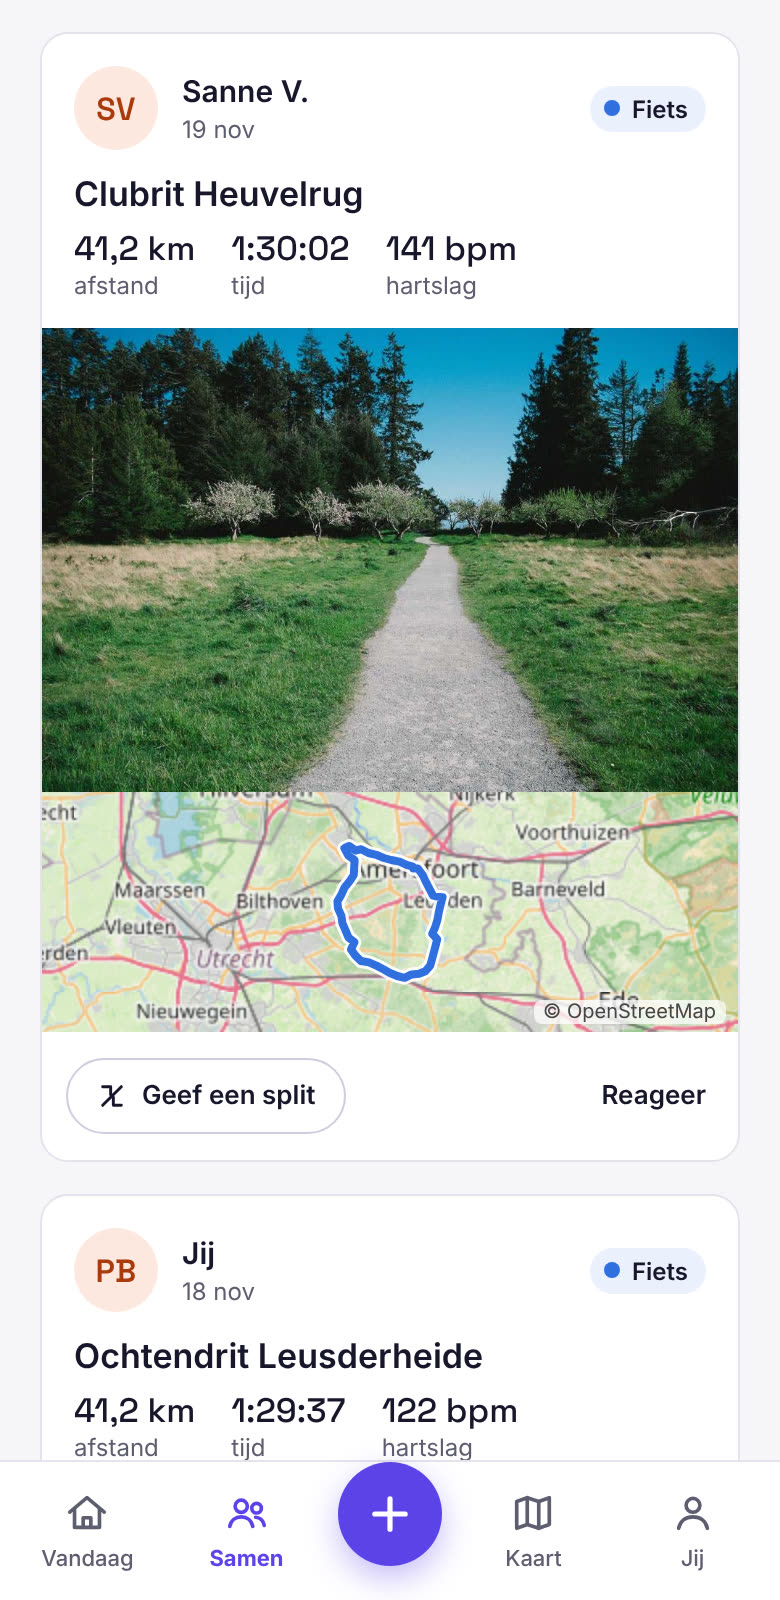 SV
Sanne V.
19 nov
Fiets
Clubrit Heuvelrug
41,2 km 1:30:02 141 bpm
afstand tijd hartslag
Nijkerk
Voorthuizen
Maarssen
Bilthoven
Barneveld
Vleuten
Utrecht
Nieuwegein
© OpenStreetMap
Geef een split
Reageer
PB
Jij
18 nov
Fiets
Ochtendrit Leusderheide
41,2 km 1:29:37 122 bpm
afstand tijd hartslag
Vandaag Samen Kaart Jij